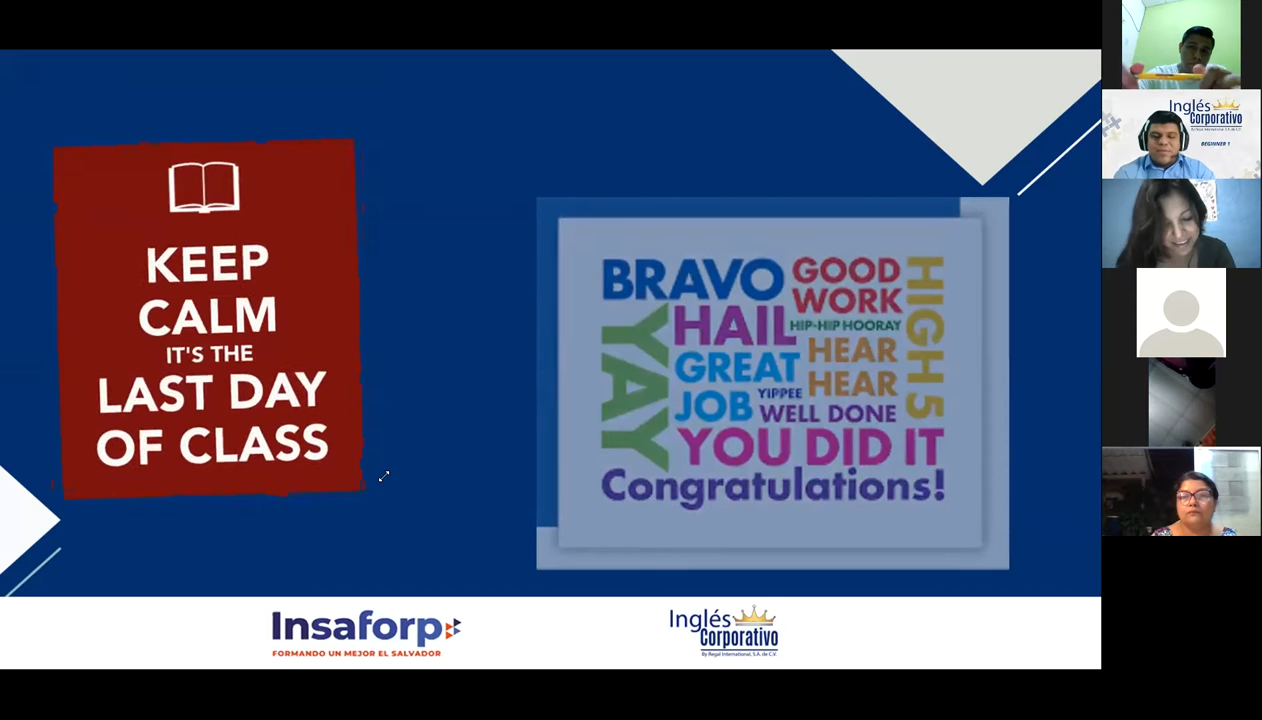 KEEP
CALM
IT'S THE
LAST DAY
OF CLASS
BRAVO
GOOD
WORK
HIGH 5
YAY
HAIL
HIP-HIP HOORAY
GREAT
JOB
HEAR
HEAR
YIPPEE
WELL DONE
YOU DID IT
Congratulations!
Insaforp
FORMANDO UN MEJOR EL SALVADOR
Inglés
Corporativo
By Regal International, S.A. de C.V.
Inglés
Corporativo
BEGINNER 1